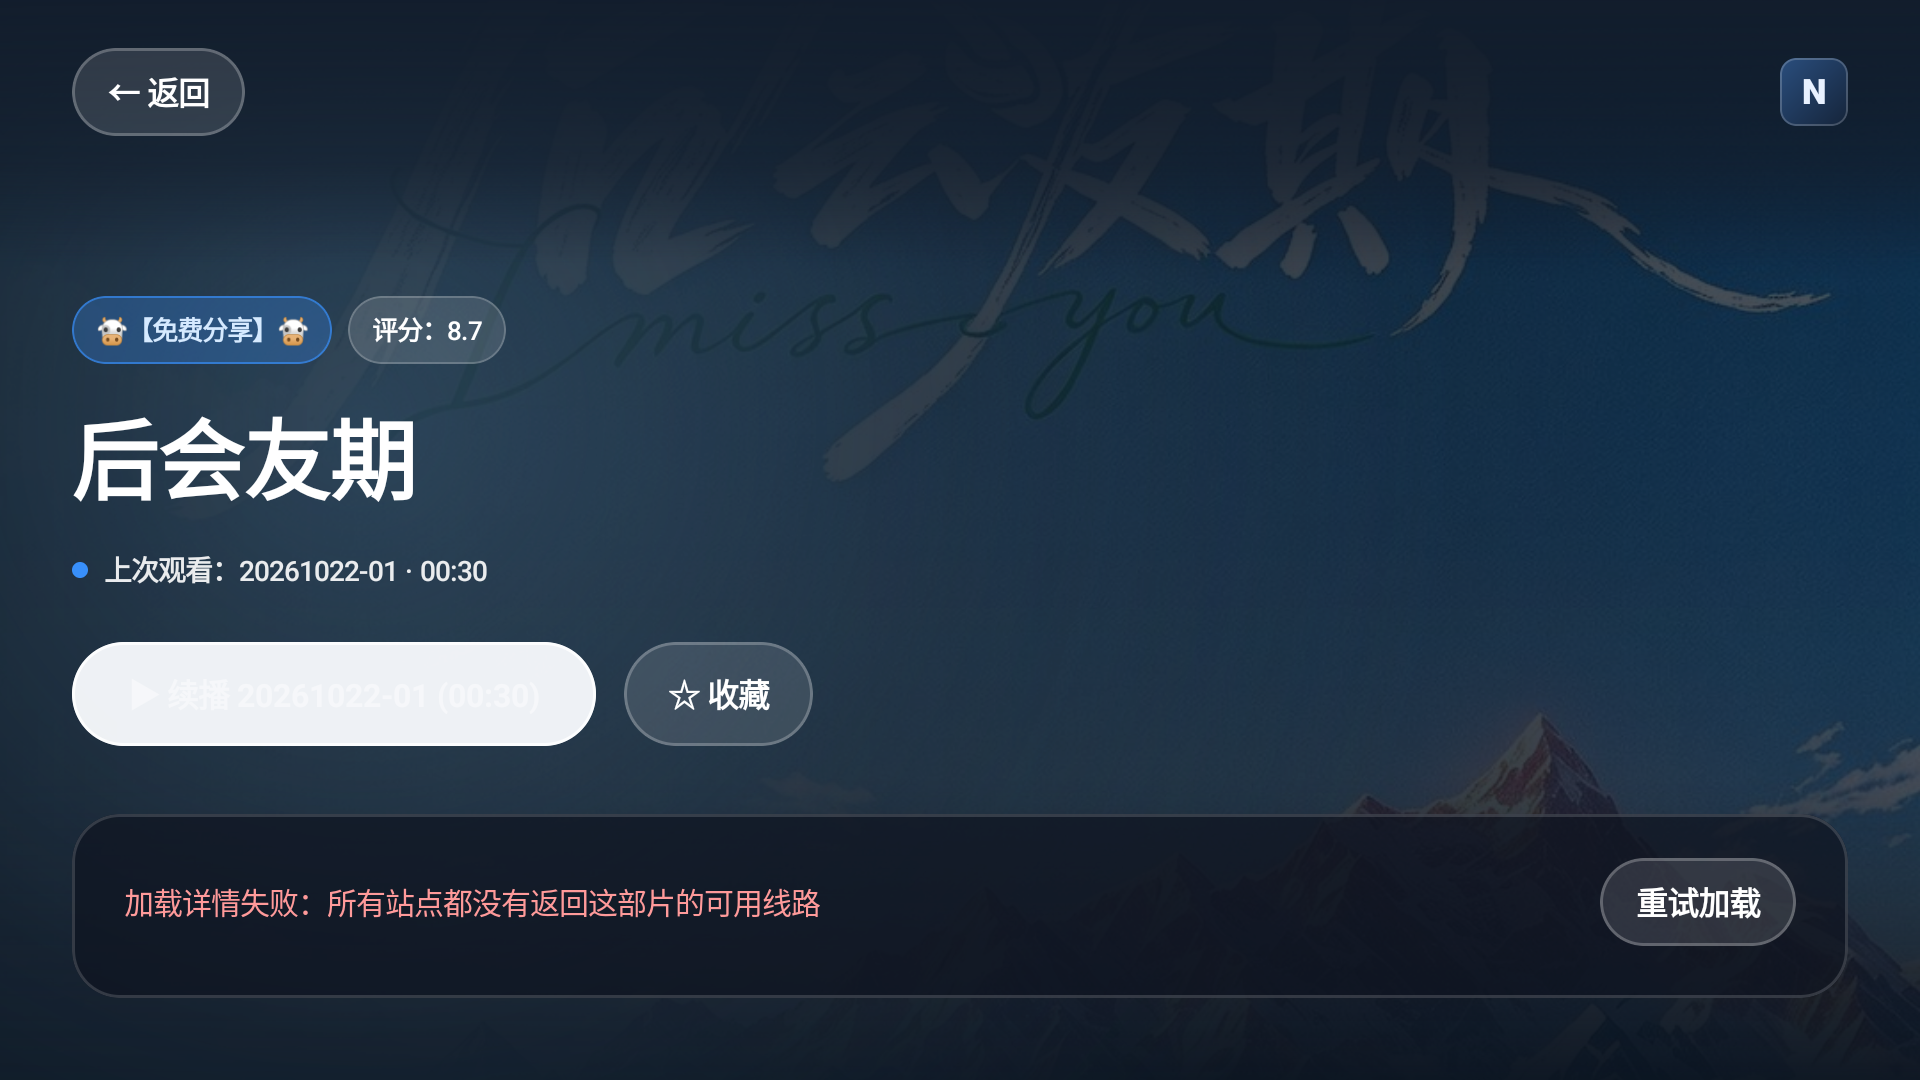 ← 返回
N
🐮【免费分享】🐮
评分：8.7
后会友期
miss you
上次观看：20261022-01 · 00:30
▶ 续播 20261022-01 (00:30)
☆ 收藏
加载详情失败：所有站点都没有返回这部片的可用线路
重试加载